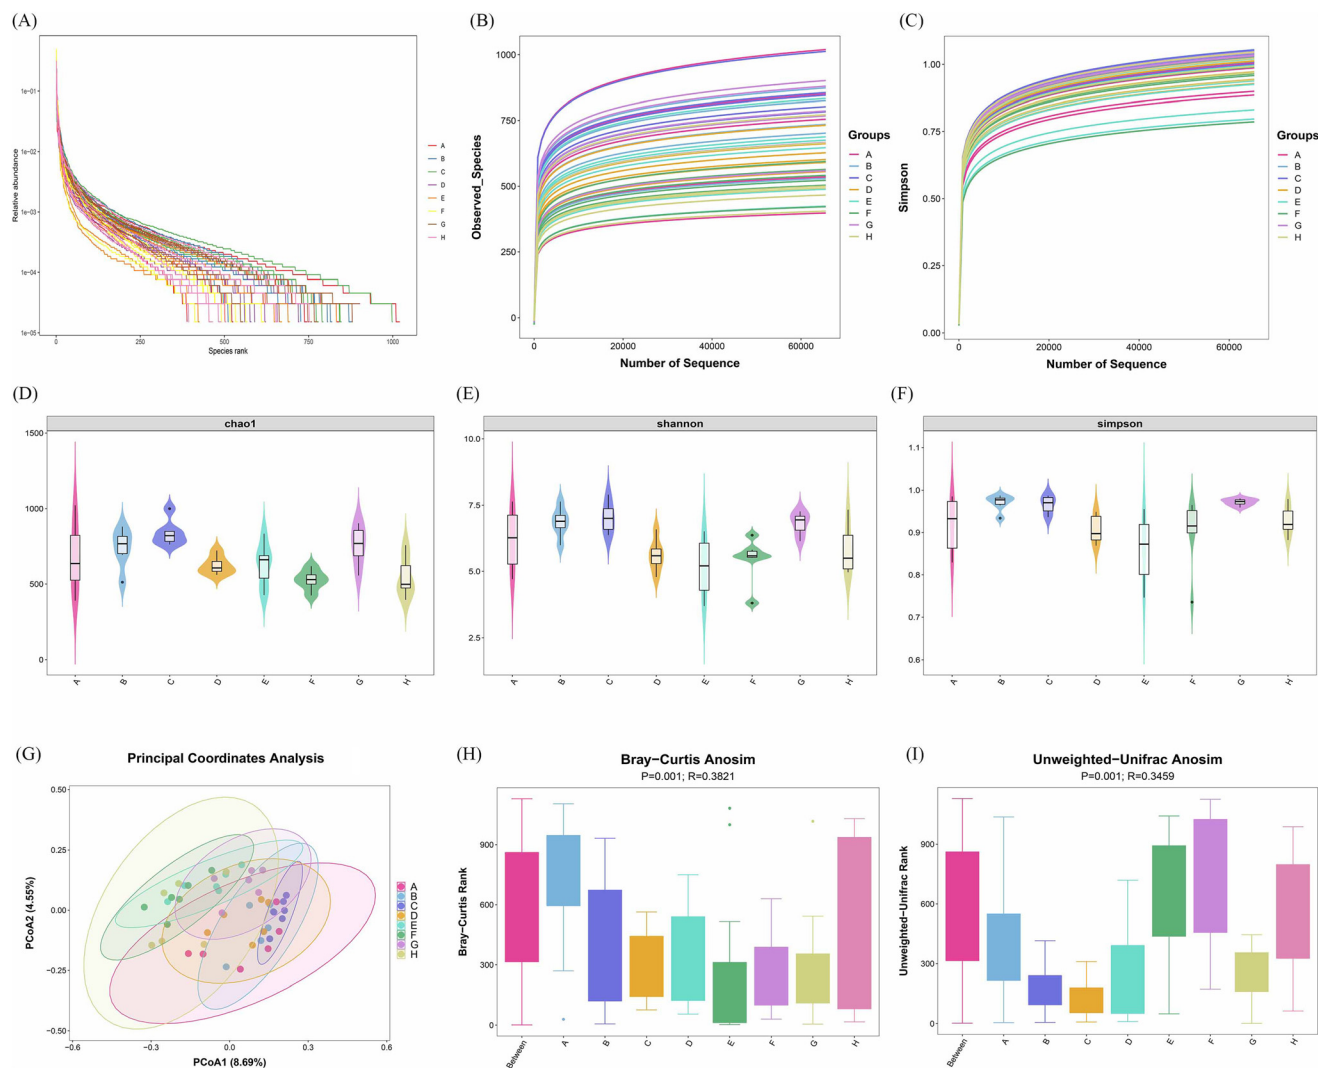 (A)
1e-01
1e-02
1e-03
1e-04
1e-05
Relative abundance
0
250
500
750
1000
Species rank
A
B
C
D
E
F
G
H
(B)
1000
750
500
250
0
Observed_Species
0
20000
40000
60000
Number of Sequence
Groups
A
B
C
D
E
F
G
H
(C)
1.00
0.75
0.50
0.25
0.00
Simpson
0
20000
40000
60000
Number of Sequence
Groups
A
B
C
D
E
F
G
H
(D)
chao1
1500
1000
500
0
A
B
C
D
E
F
G
H
(E)
shannon
10.0
7.5
5.0
2.5
A
B
C
D
E
F
G
H
(F)
simpson
1.1
1.0
0.9
0.8
0.7
0.6
A
B
C
D
E
F
G
H
(G)
Principal Coordinates Analysis
0.50
0.25
0.00
−0.25
−0.50
PCoA2 (4.55%)
−0.6
−0.3
0.0
0.3
0.6
PCoA1 (8.69%)
A
B
C
D
E
F
G
H
(H)
Bray−Curtis Anosim
P=0.001; R=0.3821
900
600
300
0
Bray−Curtis Rank
Between
A
B
C
D
E
F
G
H
(I)
Unweighted−Unifrac Anosim
P=0.001; R=0.3459
900
600
300
0
Unweighted−Unifrac Rank
Between
A
B
C
D
E
F
G
H